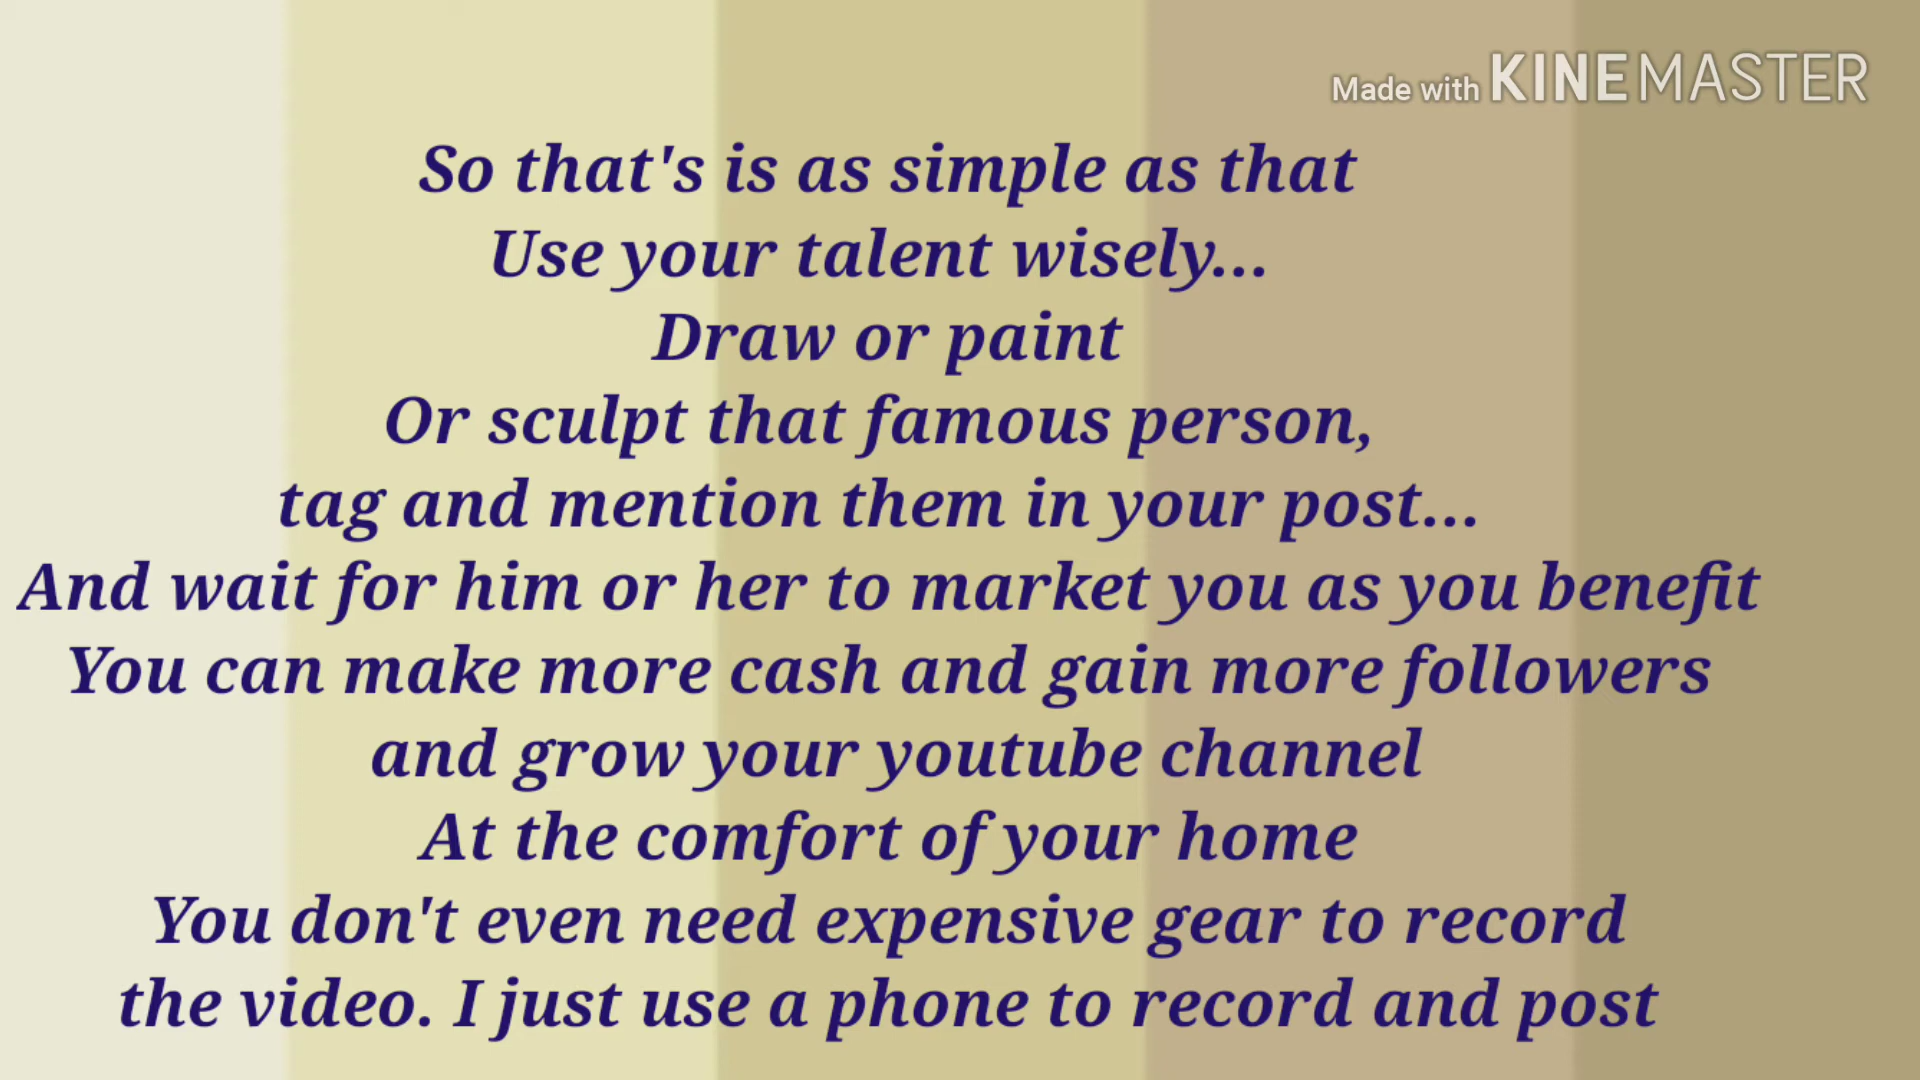 Made with KINEMASTER
So that's is as simple as that
Use your talent wisely...
Draw or paint
Or sculpt that famous person,
tag and mention them in your post...
And wait for him or her to market you as you benefit
You can make more cash and gain more followers
and grow your youtube channel
At the comfort of your home
You don't even need expensive gear to record
the video. I just use a phone to record and post